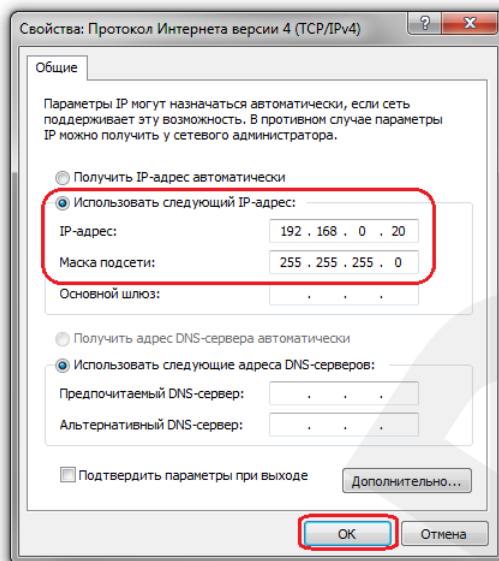 Свойства: Протокол Интернета версии 4 (TCP/IPv4)
Общие
Параметры IP могут назначаться автоматически, если сеть
поддерживает эту возможность. В противном случае параметры
IP можно получить у сетевого администратора.
Получить IP-адрес автоматически
Использовать следующий IP-адрес:
IP-адрес: 192 . 168 . 0 . 20
Маска подсети: 255 . 255 . 255 . 0
Основной шлюз: . . .
Получить адрес DNS-сервера автоматически
Использовать следующие адреса DNS-серверов:
Предпочитаемый DNS-сервер: . . .
Альтернативный DNS-сервер: . . .
Подтвердить параметры при выходе Дополнительно...
ОК Отмена